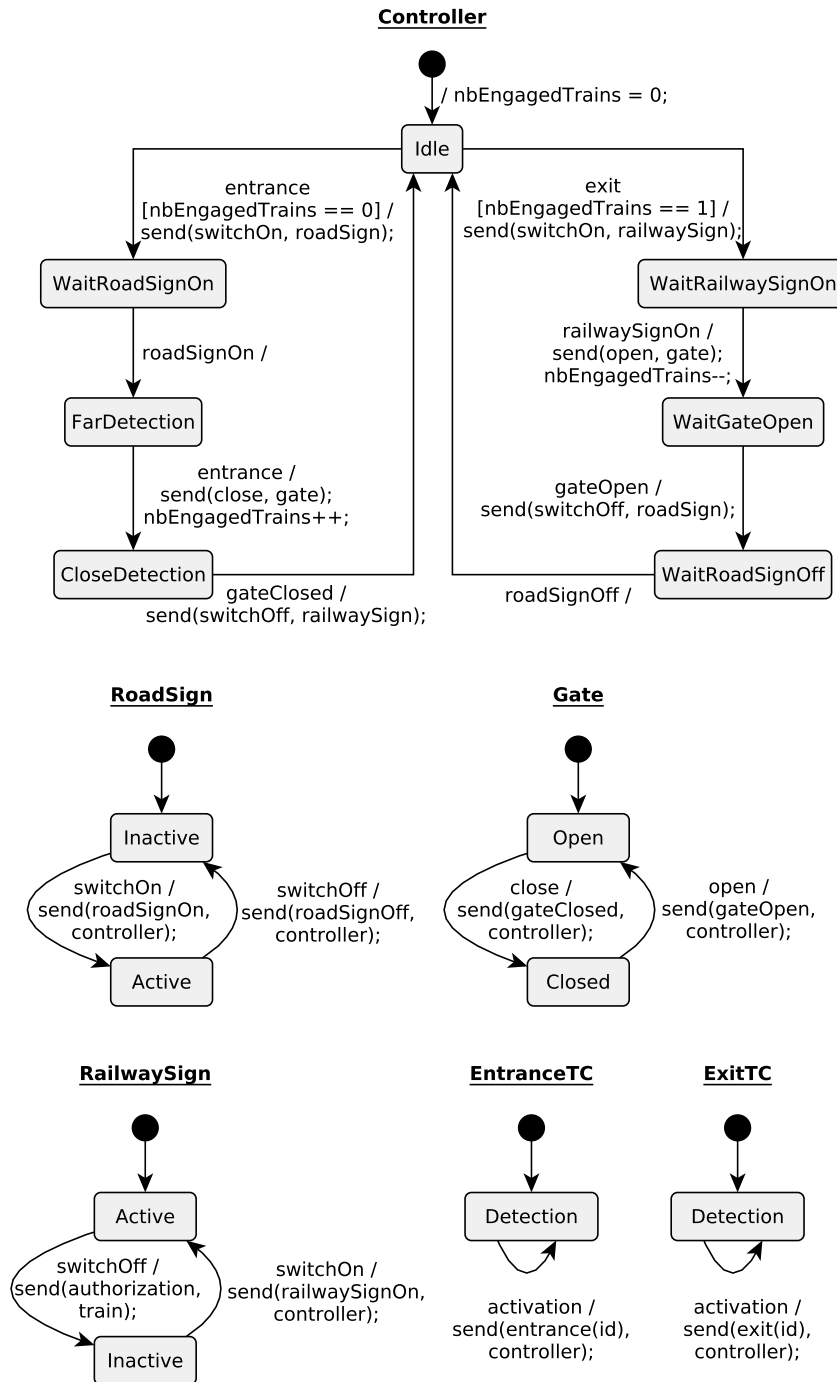 Controller
/ nbEngagedTrains = 0;
Idle
entrance
[nbEngagedTrains == 0] /
send(switchOn, roadSign);
exit
[nbEngagedTrains == 1] /
send(switchOn, railwaySign);
WaitRoadSignOn
WaitRailwaySignOn
roadSignOn /
railwaySignOn /
send(open, gate);
nbEngagedTrains--;
FarDetection
WaitGateOpen
entrance /
send(close, gate);
nbEngagedTrains++;
gateOpen /
send(switchOff, roadSign);
CloseDetection
WaitRoadSignOff
gateClosed /
send(switchOff, railwaySign);
roadSignOff /
RoadSign
Inactive
switchOn /
send(roadSignOn,
controller);
switchOff /
send(roadSignOff,
controller);
Active
Gate
Open
close /
send(gateClosed,
controller);
open /
send(gateOpen,
controller);
Closed
RailwaySign
Active
switchOff /
send(authorization,
train);
switchOn /
send(railwaySignOn,
controller);
Inactive
EntranceTC
Detection
activation /
send(entrance(id),
controller);
ExitTC
Detection
activation /
send(exit(id),
controller);